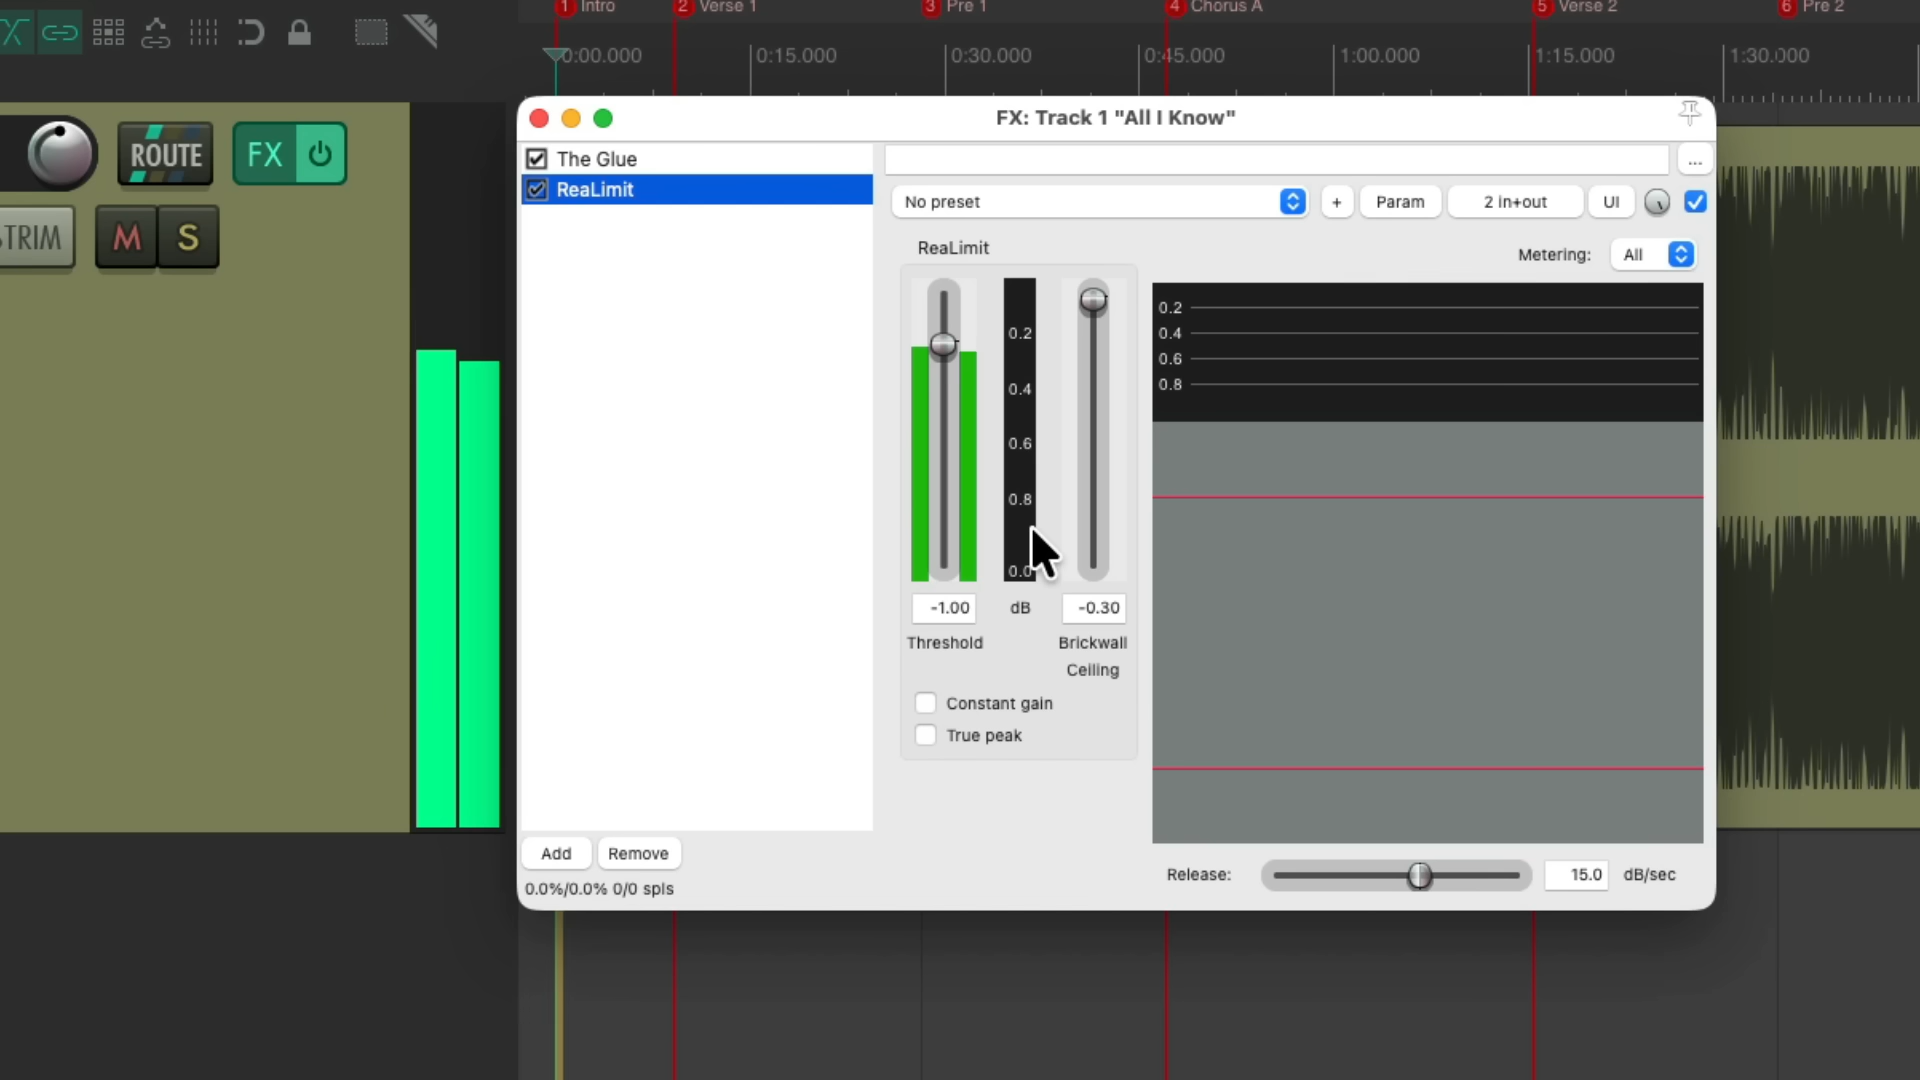 1 Intro
2 Verse 1
3 Pre 1
4 Chorus A
5 Verse 2
6 Pre 2
0:00.000
0:15.000
0:30.000
0:45.000
1:00.000
1:15.000
1:30.000
FX: Track 1 "All I Know"
ROUTE
FX
TRIM
M
S
The Glue
ReaLimit
...
No preset
+
Param
2 in+out
UI
ReaLimit
Metering:
All
0.2
0.4
0.6
0.8
0.0
0.2
0.4
0.6
0.8
-1.00
dB
-0.30
Threshold
Brickwall
Ceiling
Constant gain
True peak
Add
Remove
0.0%/0.0% 0/0 spls
Release:
15.0
dB/sec